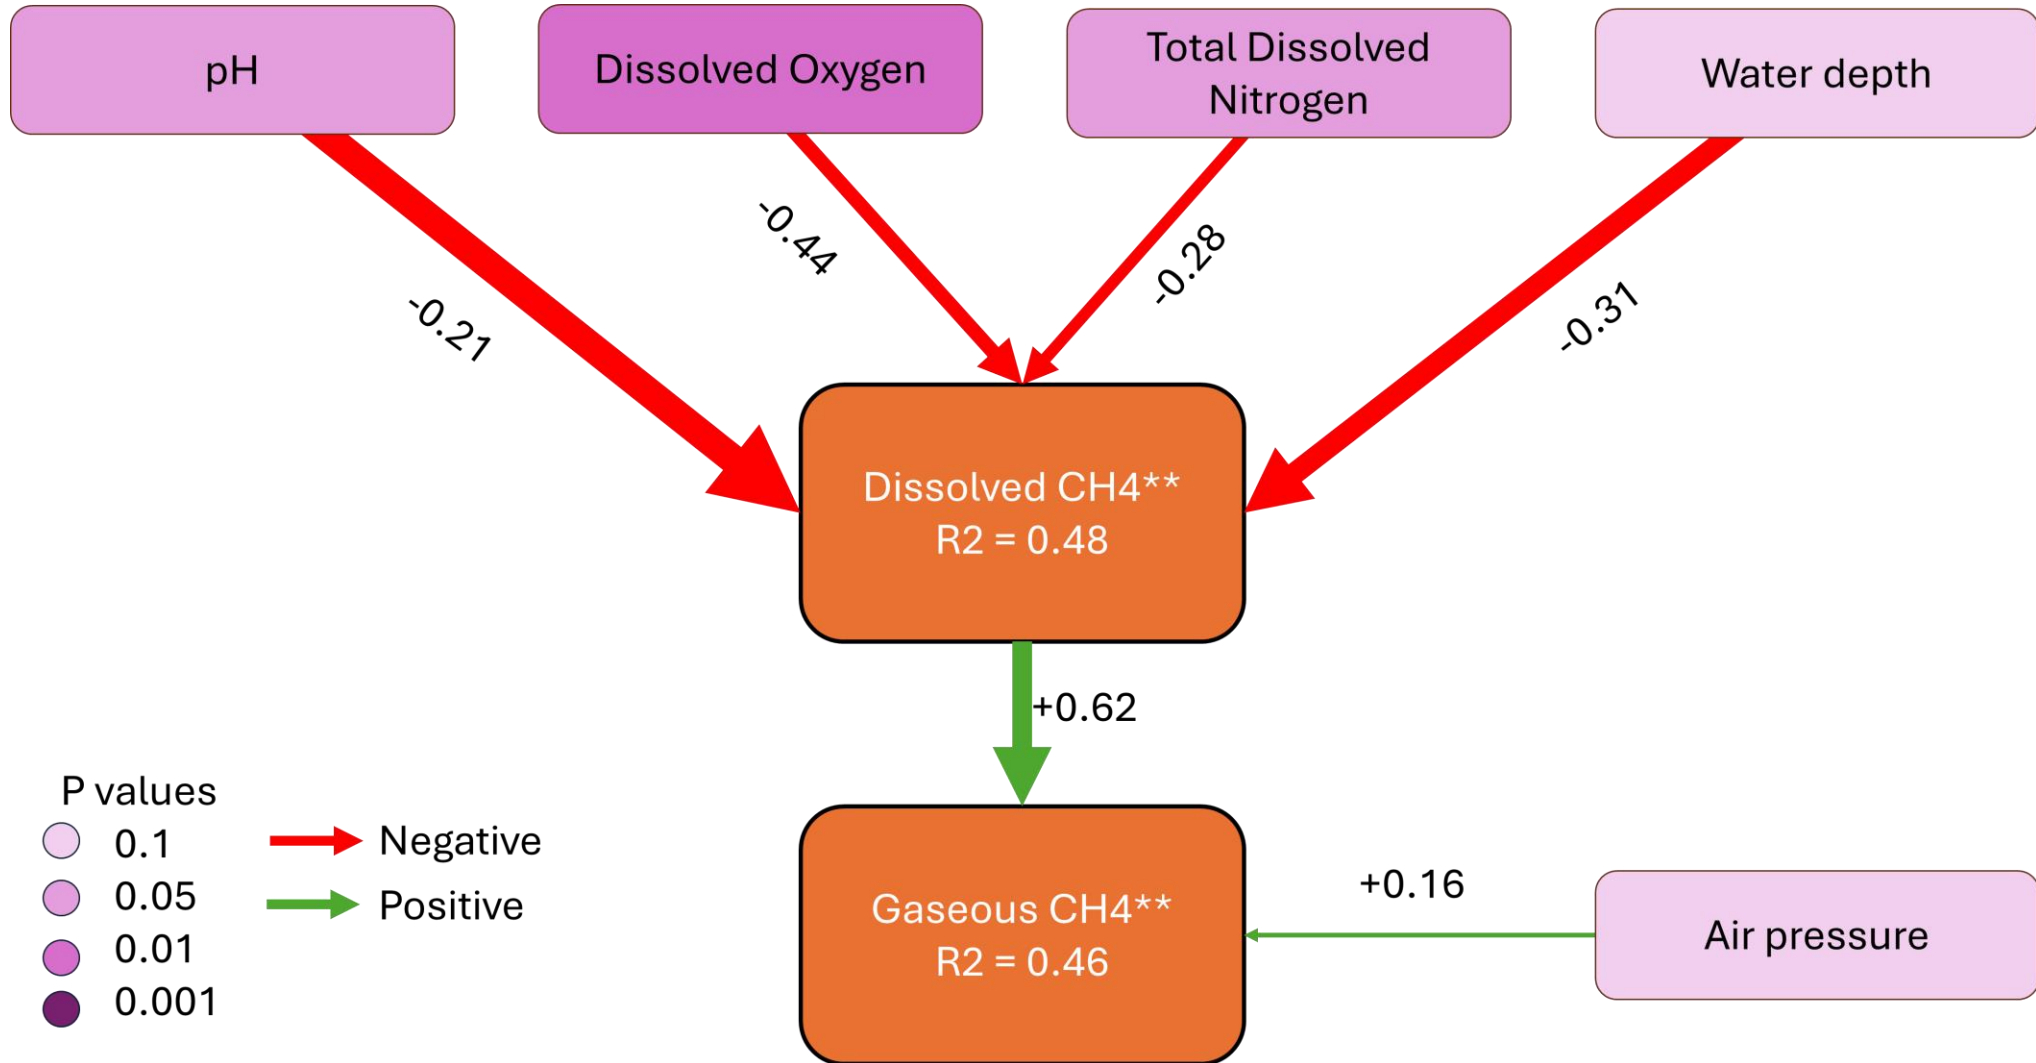 pH
Dissolved Oxygen
Total Dissolved
Nitrogen
Water depth
-0.21
-0.44
-0.28
-0.31
Dissolved CH4**
R2 = 0.48
+0.62
P values
0.1
0.05
0.01
0.001
Negative
Positive
Gaseous CH4**
R2 = 0.46
+0.16
Air pressure